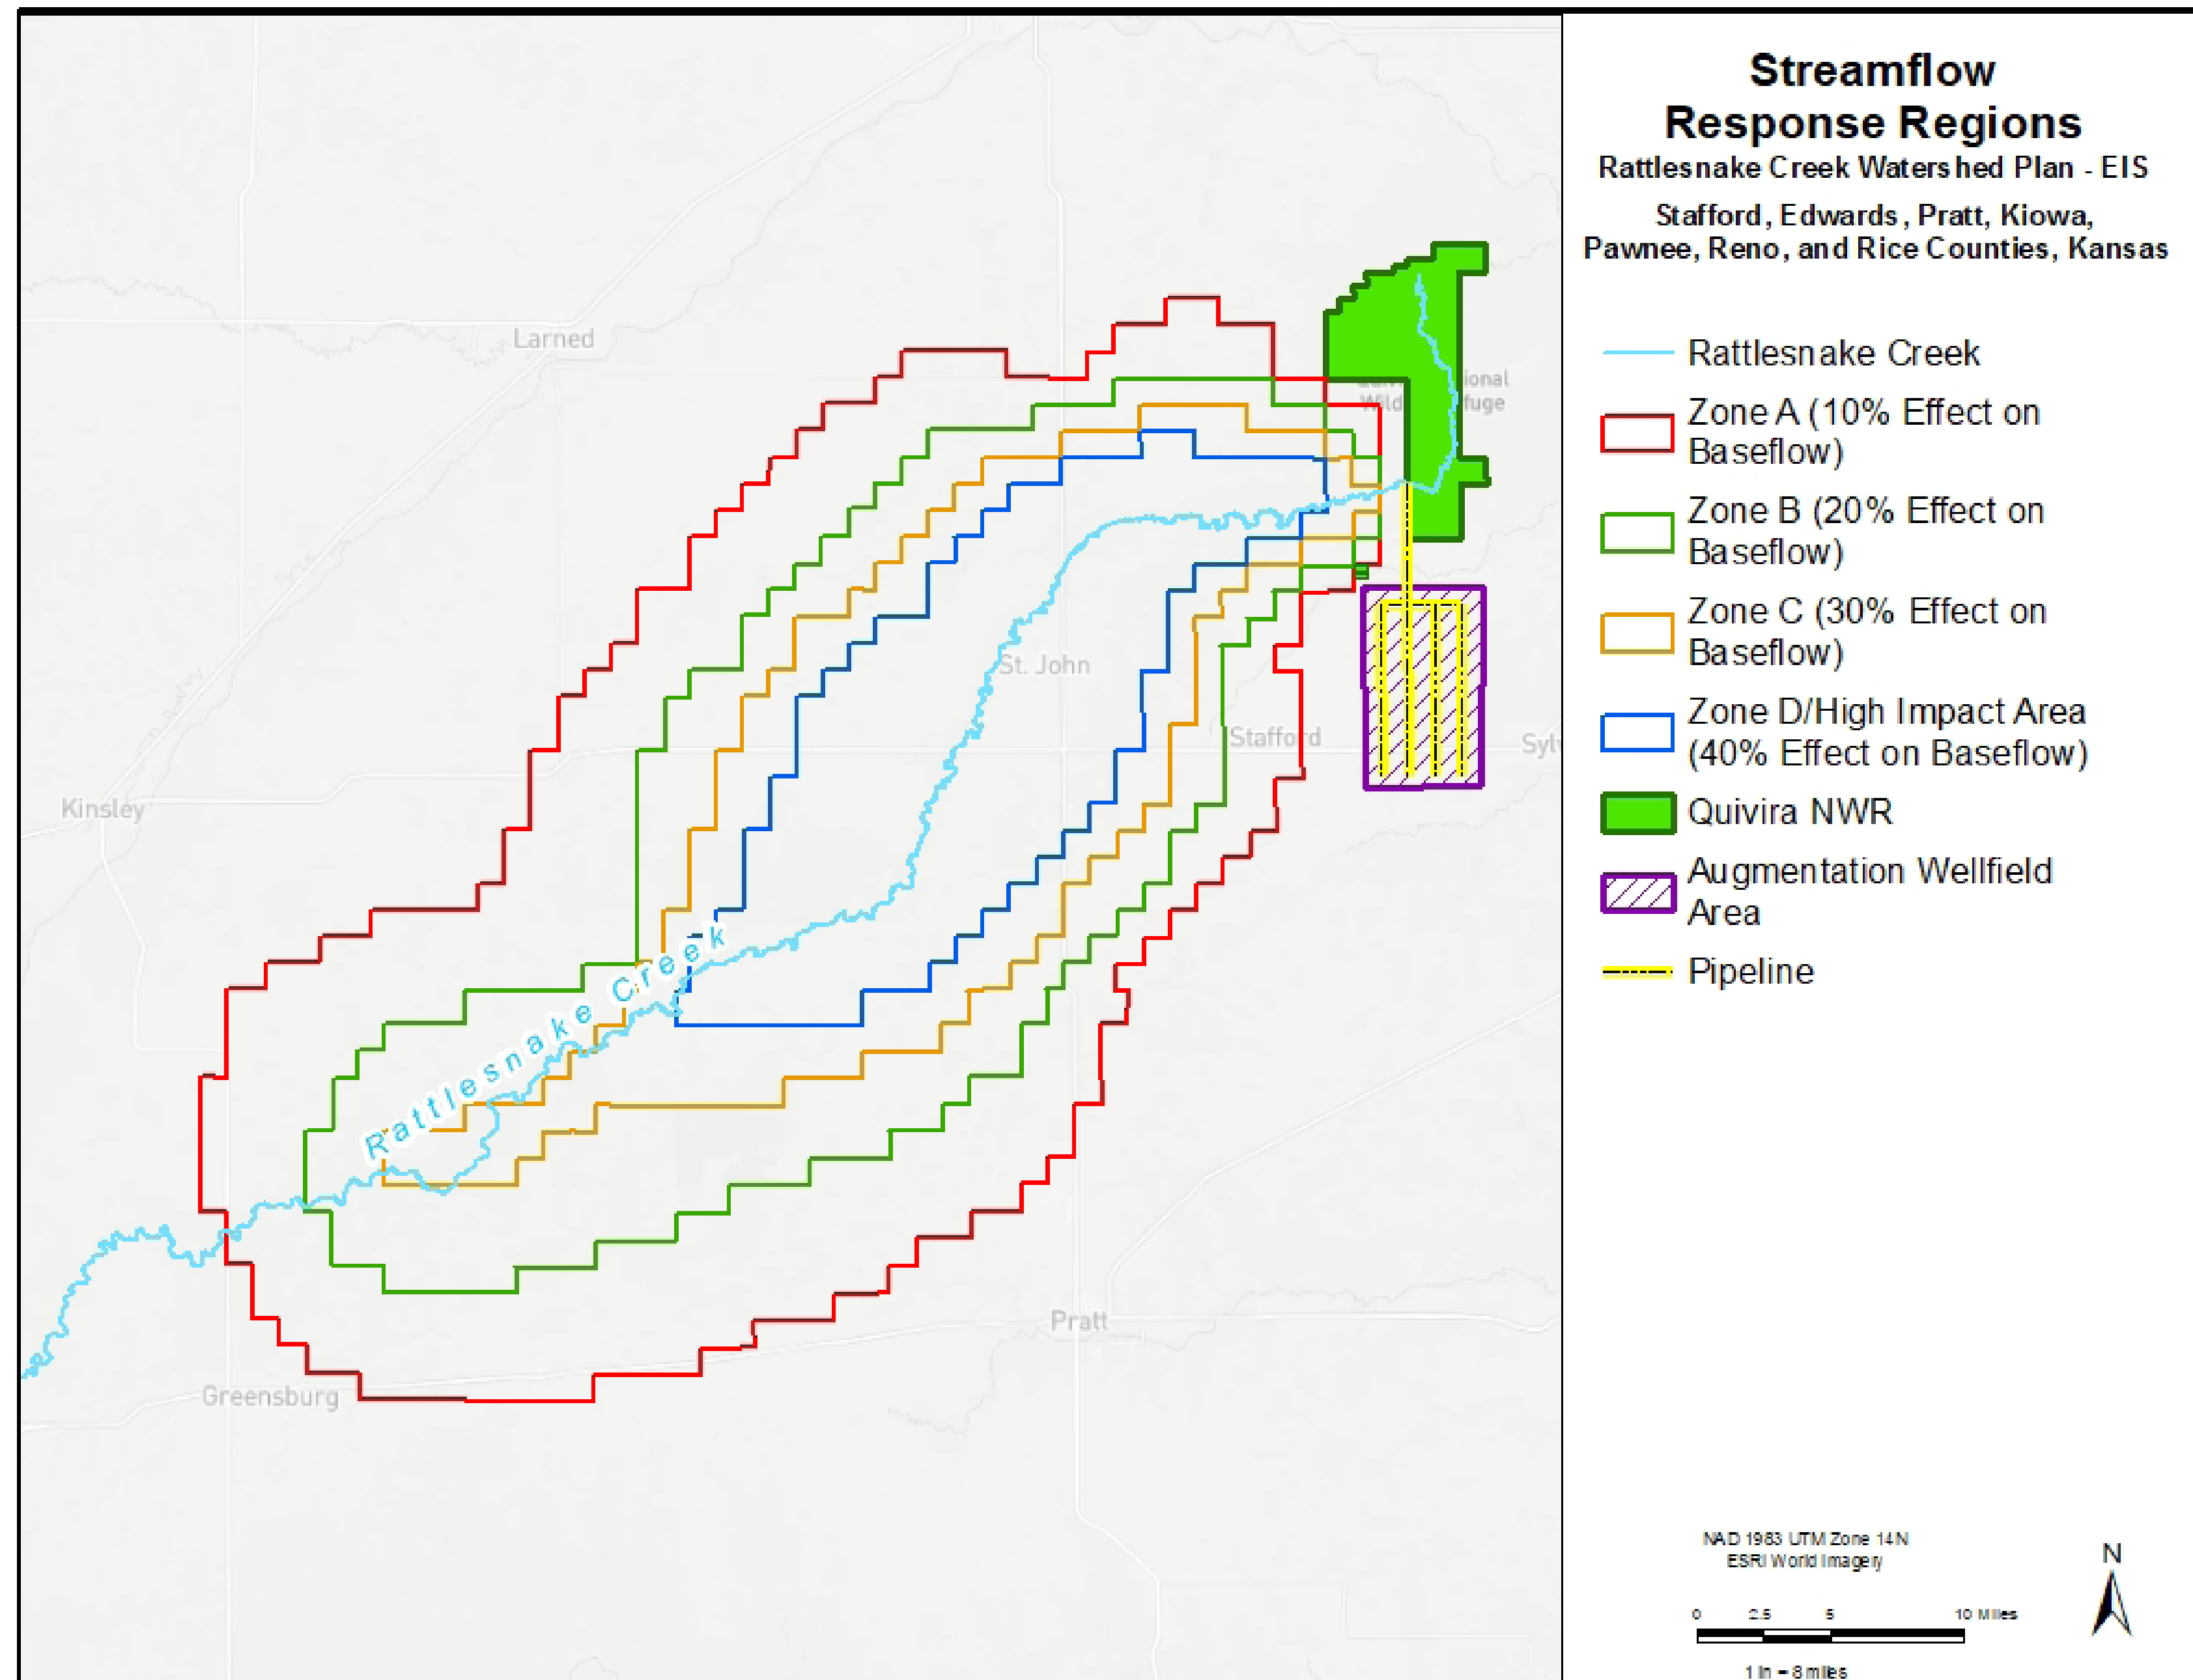 Streamflow
Response Regions
Rattlesnake Creek Watershed Plan - EIS
Stafford, Edwards, Pratt, Kiowa,
Pawnee, Reno, and Rice Counties, Kansas
Rattlesnake Creek
Zone A (10% Effect on
Baseflow)
Zone B (20% Effect on
Baseflow)
Zone C (30% Effect on
Baseflow)
Zone D/High Impact Area
(40% Effect on Baseflow)
Quivira NWR
Augmentation Wellfield
Area
Pipeline
NAD 1983 UTM Zone 14N
ESRI World Imagery
N
0 2.5 5 10 Miles
1 in = 8 miles
Larned
ional
Wild fuge
St. John
Stafford
Syl
Kinsley
Rattlesnake Creek
Pratt
Greensburg